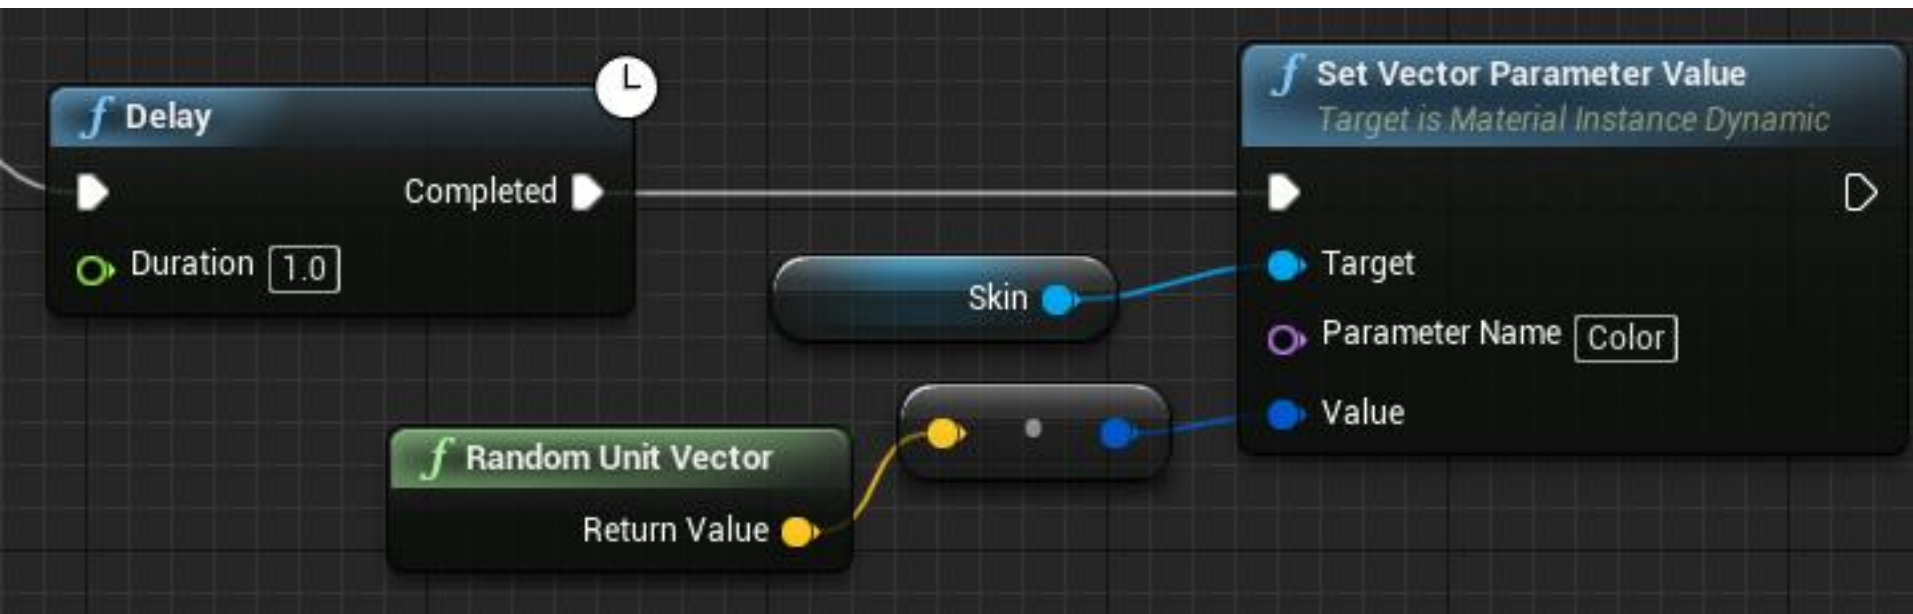 f Delay
Completed
Duration 1.0
f Set Vector Parameter Value
Target is Material Instance Dynamic
Target
Parameter Name Color
Value
Skin
f Random Unit Vector
Return Value